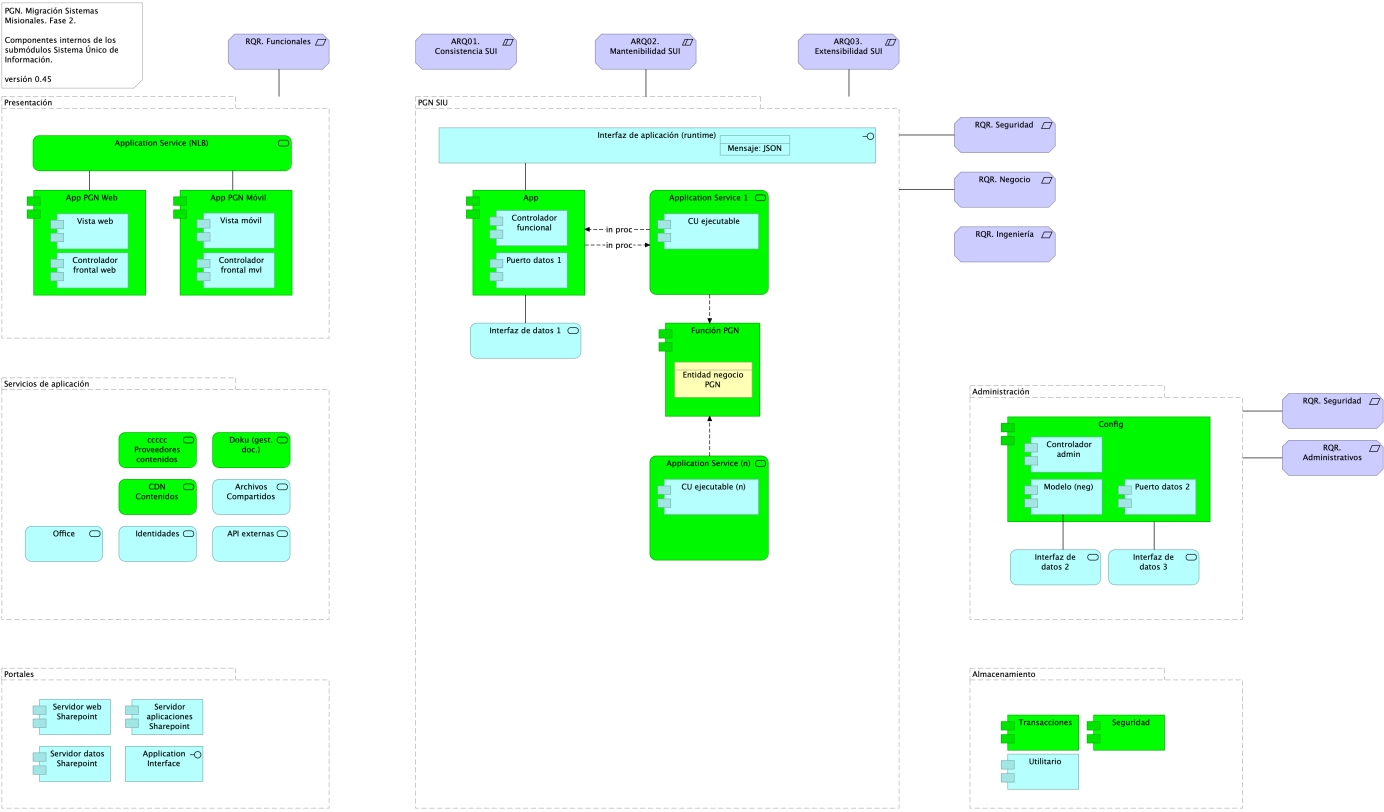 PGN. Migración Sistemas
Misionales. Fase 2.
Componentes internos de los
submódulos Sistema Único de
Información.
versión 0.45
RQR. Funcionales
ARQ01.
Consistencia SUI
ARQ02.
Mantenibilidad SUI
ARQ03.
Extensibilidad SUI
Presentación
Application Service (NLB)
App PGN Web
Vista web
Controlador
frontal web
App PGN Móvil
Vista móvil
Controlador
frontal mvl
PGN SIU
Interfaz de aplicación (runtime)
Mensaje: JSON
App
Controlador
funcional
Puerto datos 1
Interfaz de datos 1
in proc
in proc
Application Service 1
CU ejecutable
Función PGN
Entidad negocio
PGN
Application Service (n)
CU ejecutable (n)
RQR. Seguridad
RQR. Negocio
RQR. Ingeniería
Servicios de aplicación
ccccc
Proveedores
contenidos
Doku (gest.
doc.)
CDN
Contenidos
Archivos
Compartidos
Office
Identidades
API externas
Administración
Config
Controlador
admin
Modelo (neg)
Puerto datos 2
Interfaz de
datos 2
Interfaz de
datos 3
RQR. Seguridad
RQR.
Administrativos
Portales
Servidor web
Sharepoint
Servidor
aplicaciones
Sharepoint
Servidor datos
Sharepoint
Application
Interface
Almacenamiento
Transacciones
Seguridad
Utilitario